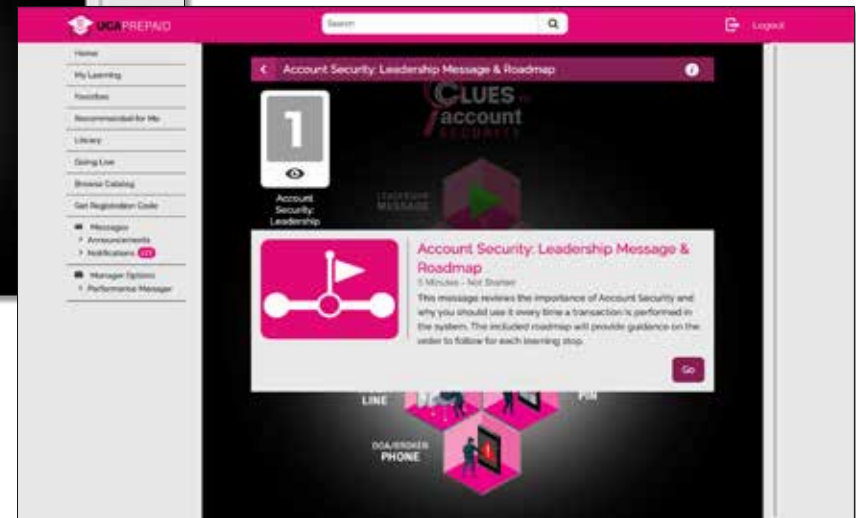 UCAPREPAID
Search
Logout
Home
My Learning
Favorites
Recommended for Me
Library
Going Live
Browse Catalog
Get Registration Code
Messages
Announcements
Notifications
Manager Options
Performance Manager
Account Security: Leadership Message & Roadmap
CLUES
account
SECURITY
1
Account
Security:
Leadership
LEADERSHIP
MESSAGE
Account Security: Leadership Message &
Roadmap
5 Minutes - Not Started
This message reviews the importance of Account Security and
why you should use it every time a transaction is performed in
the system. The included roadmap will provide guidance on the
order to follow for each learning stop.
Go
LINE
PIN
DOA/BROKEN
PHONE